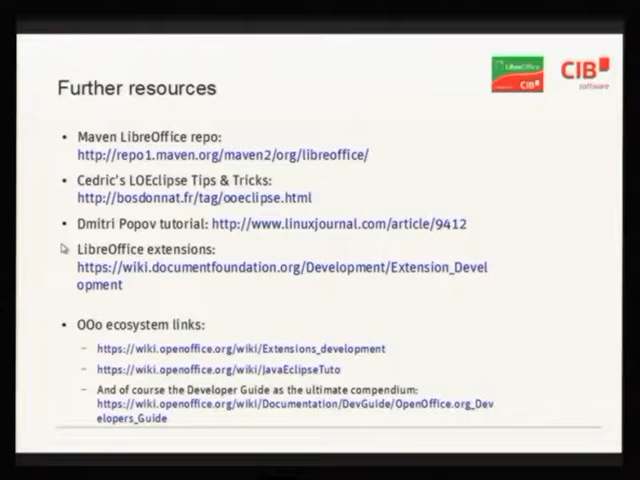 Further resources
LibreOffice
CIB
CIB
software
• Maven LibreOffice repo:
http://repo1.maven.org/maven2/org/libreoffice/
• Cedric's LOEclipse Tips & Tricks:
http://bosdonnat.fr/tag/ooeclipse.html
• Dmitri Popov tutorial: http://www.linuxjournal.com/article/9412
LibreOffice extensions:
https://wiki.documentfoundation.org/Development/Extension_Devel
opment
• OOo ecosystem links:
– https://wiki.openoffice.org/wiki/Extensions_development
– https://wiki.openoffice.org/wiki/JavaEclipseTuto
– And of course the Developer Guide as the ultimate compendium:
https://wiki.openoffice.org/wiki/Documentation/DevGuide/OpenOffice.org_Dev
elopers_Guide